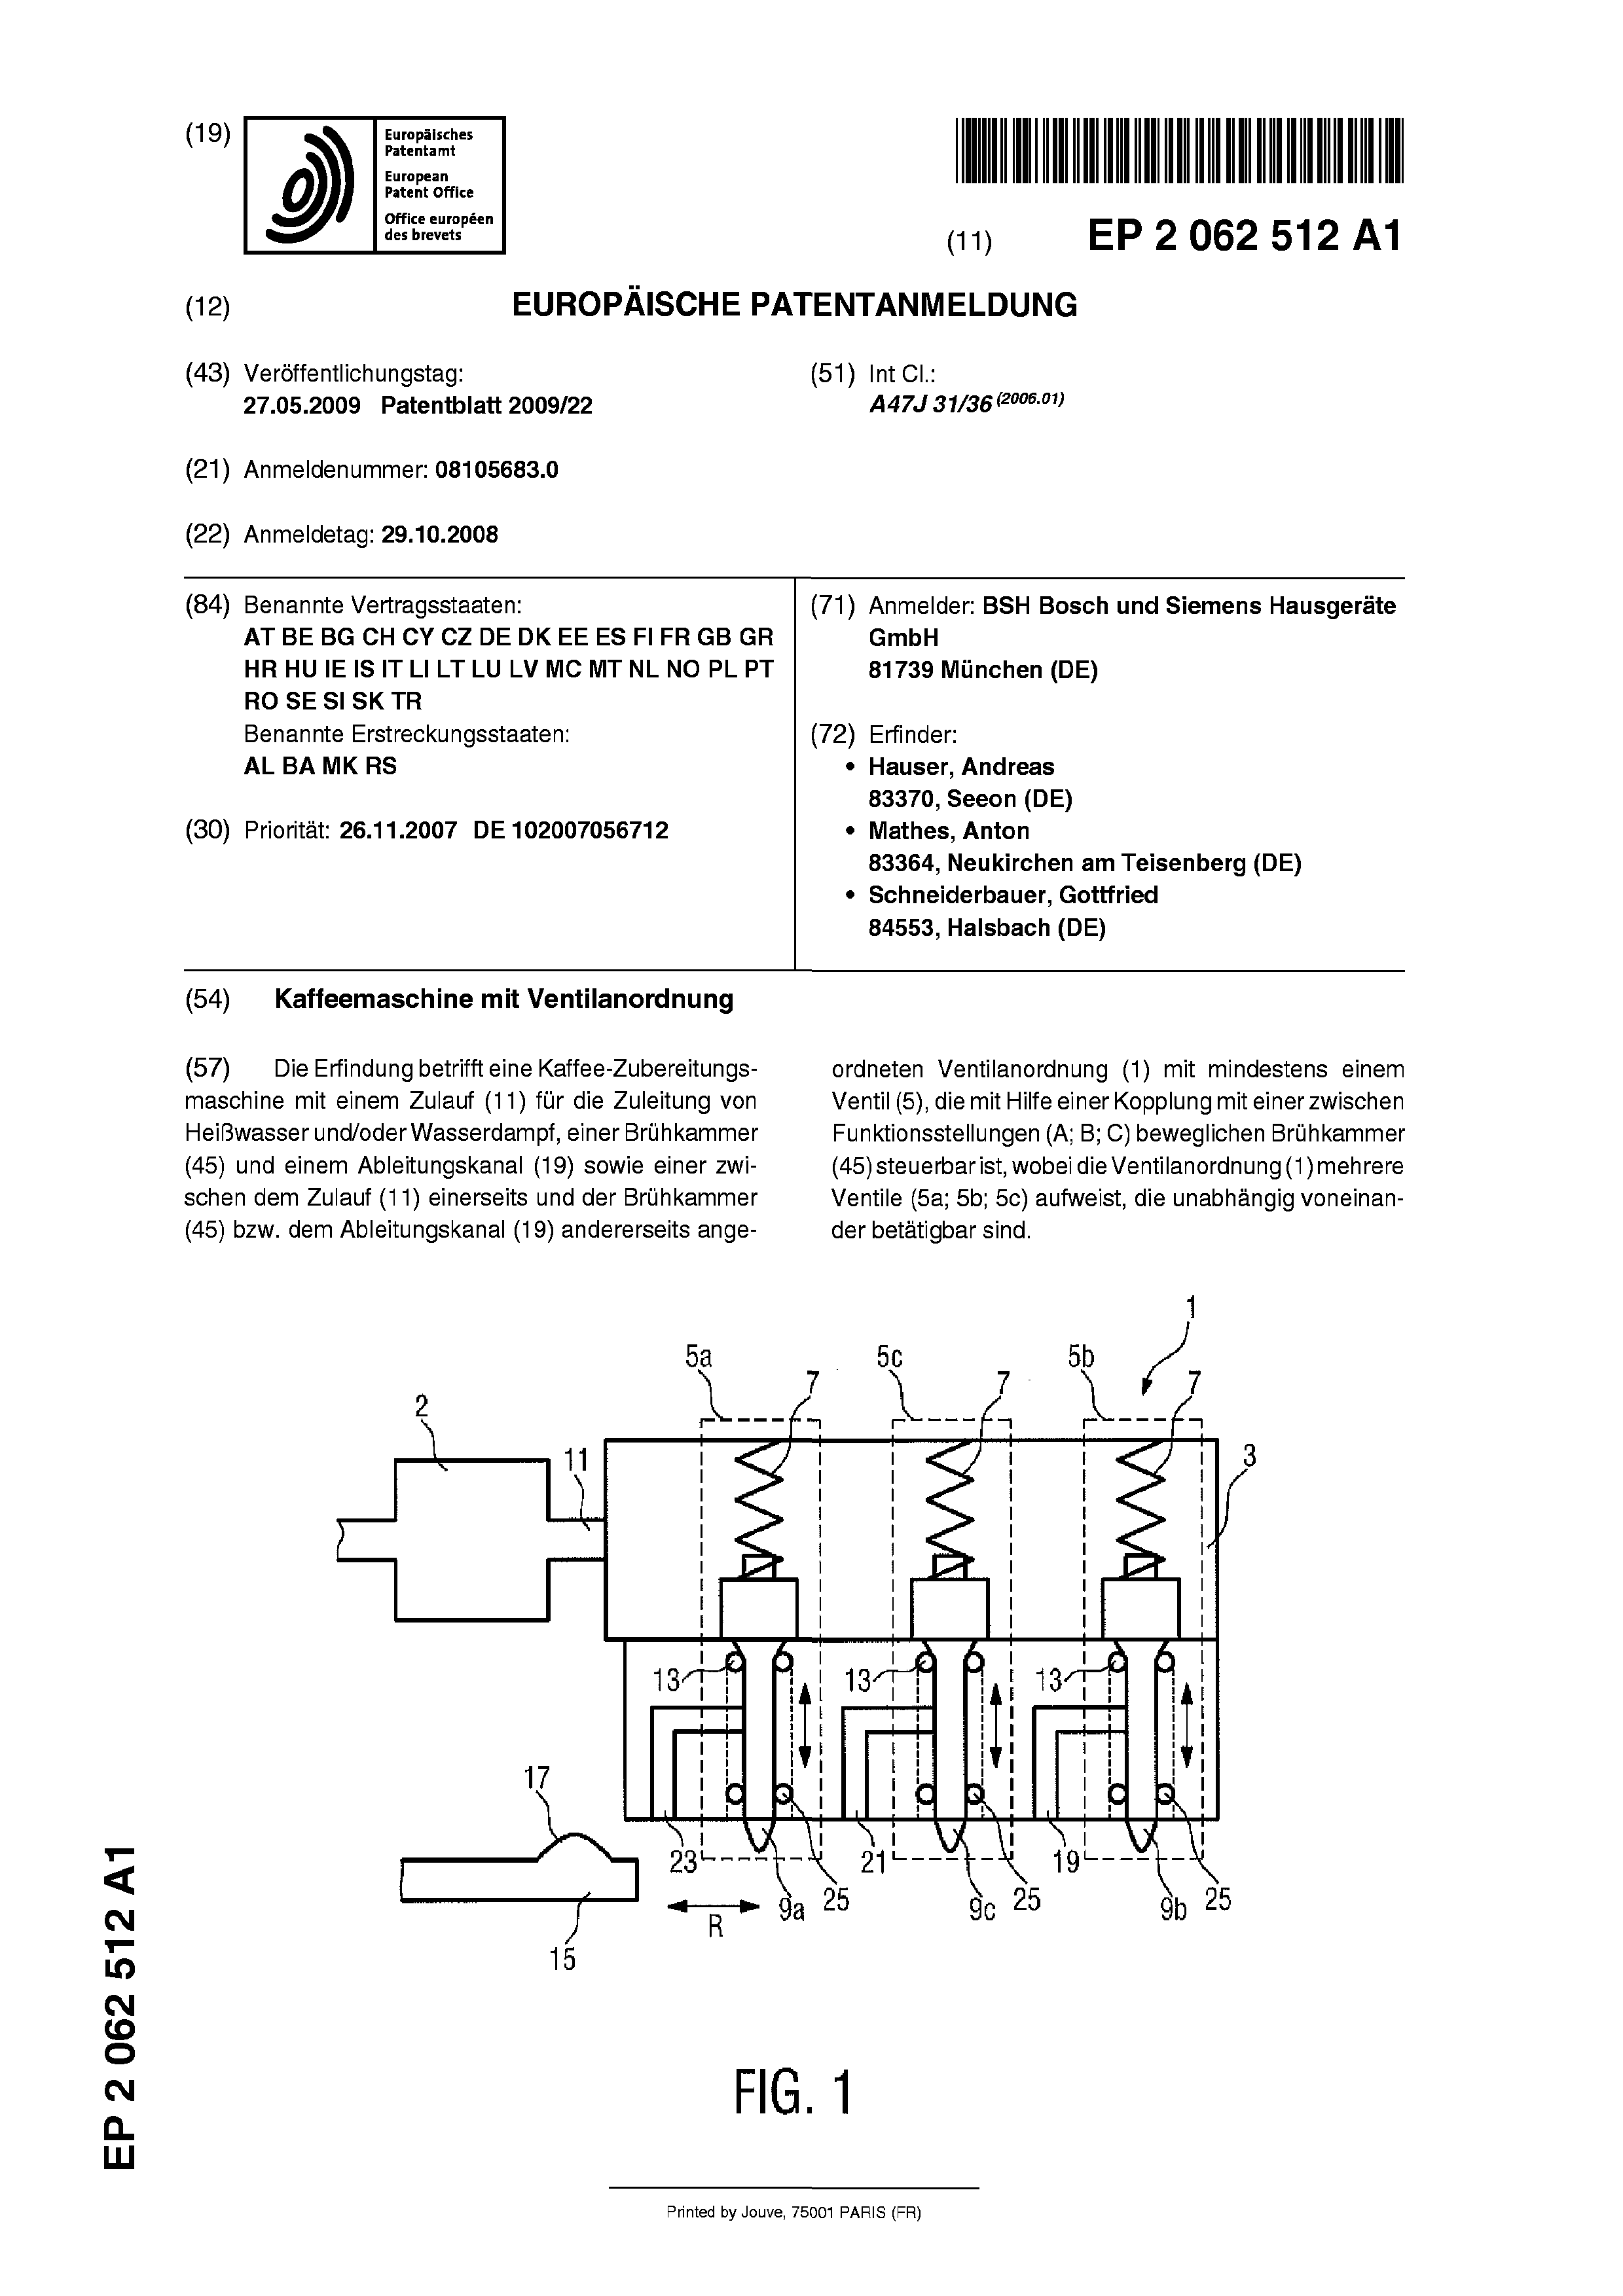 (19)
Europäisches
Patentamt
European
Patent Office
Office européen
des brevets
(11) EP 2 062 512 A1
(12) EUROPÄISCHE PATENTANMELDUNG
(43) Veröffentlichungstag:
27.05.2009 Patentblatt 2009/22
(51) Int Cl.:
A47J 31/36 (2006.01)
(21) Anmeldenummer: 08105683.0
(22) Anmeldetag: 29.10.2008
(84) Benannte Vertragsstaaten:
AT BE BG CH CY CZ DE DK EE ES FI FR GB GR
HR HU IE IS IT LI LT LU LV MC MT NL NO PL PT
RO SE SI SK TR
Benannte Erstreckungsstaaten:
AL BA MK RS
(30) Priorität: 26.11.2007 DE 102007056712
(71) Anmelder: BSH Bosch und Siemens Hausgeräte
GmbH
81739 München (DE)
(72) Erfinder:
• Hauser, Andreas
83370, Seeon (DE)
• Mathes, Anton
83364, Neukirchen am Teisenberg (DE)
• Schneiderbauer, Gottfried
84553, Halsbach (DE)
(54) Kaffeemaschine mit Ventilanordnung
(57) Die Erfindung betrifft eine Kaffee-Zubereitungs-
maschine mit einem Zulauf (11) für die Zuleitung von
Heißwasser und/oder Wasserdampf, einer Brühkammer
(45) und einem Ableitungskanal (19) sowie einer zwi-
schen dem Zulauf (11) einerseits und der Brühkammer
(45) bzw. dem Ableitungskanal (19) andererseits ange-
ordneten Ventilanordnung (1) mit mindestens einem
Ventil (5), die mit Hilfe einer Kopplung mit einer zwischen
Funktionsstellungen (A; B; C) beweglichen Brühkammer
(45) steuerbar ist, wobei die Ventilanordnung (1) mehrere
Ventile (5a; 5b; 5c) aufweist, die unabhängig voneinan-
der betätigbar sind.
1
5a 5c 5b
7 7 7
2
11 3
13 13 13
17
23 21 19
9a 25 9c 25 9b 25
R
15
FIG. 1
EP 2 062 512 A1
Printed by Jouve, 75001 PARIS (FR)